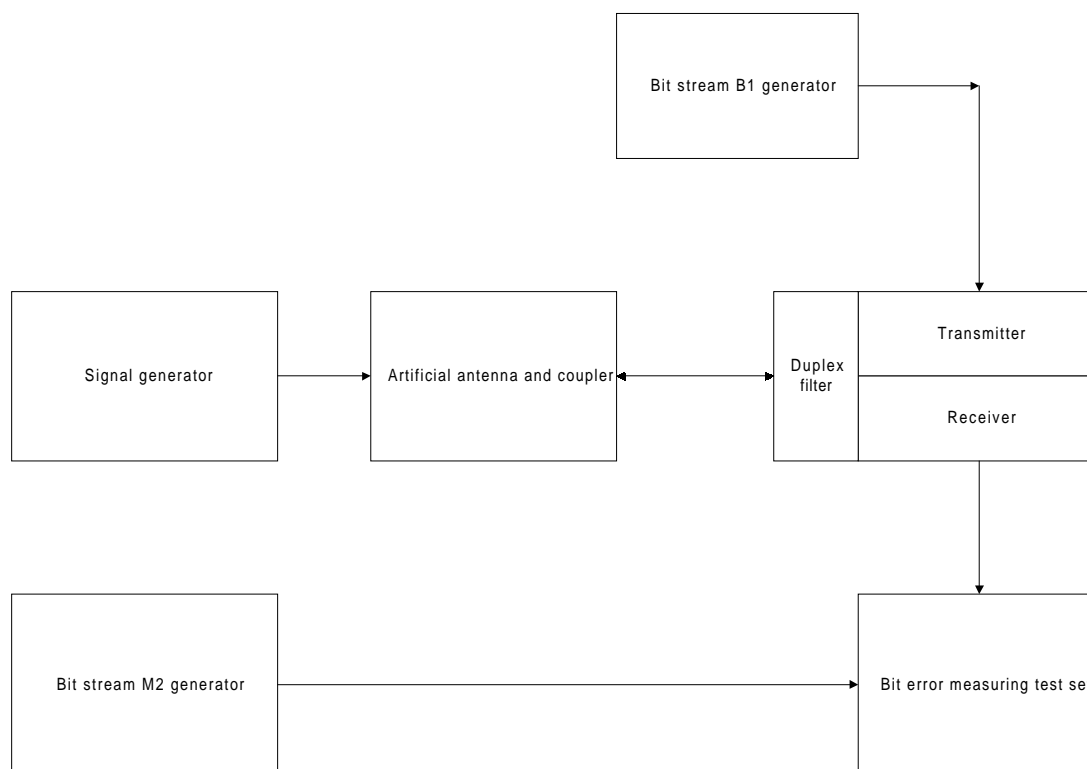 Bit stream B1 generator
Transmitter
Signal generator
Artificial antenna and coupler
Duplex
filter
Receiver
Bit stream M2 generator
Bit error measuring test se